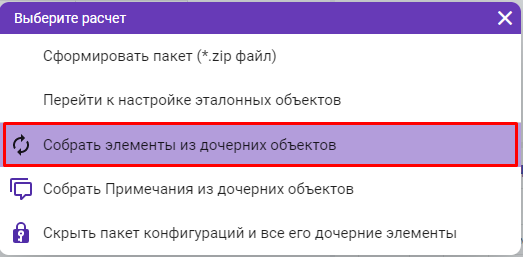 Выберите расчет
Сформировать пакет (*.zip файл)
Перейти к настройке эталонных объектов
Собрать элементы из дочерних объектов
Собрать Примечания из дочерних объектов
Скрыть пакет конфигураций и все его дочерние элементы